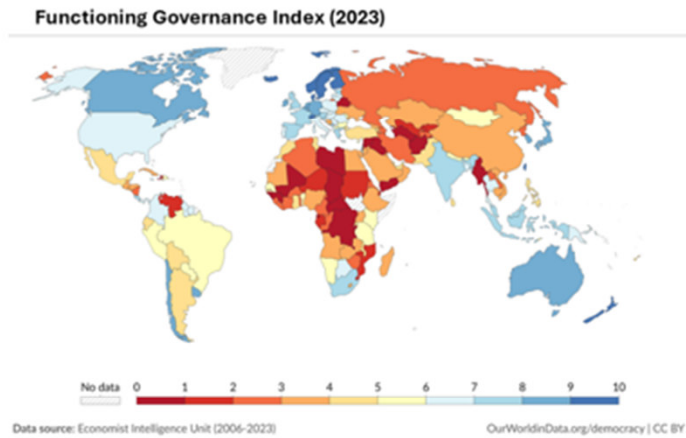 Functioning Governance Index (2023)
No data 0 1 2 3 4 5 6 7 8 9 10
Data source: Economist Intelligence Unit (2006-2023) OurWorldinData.org/democracy | CC BY